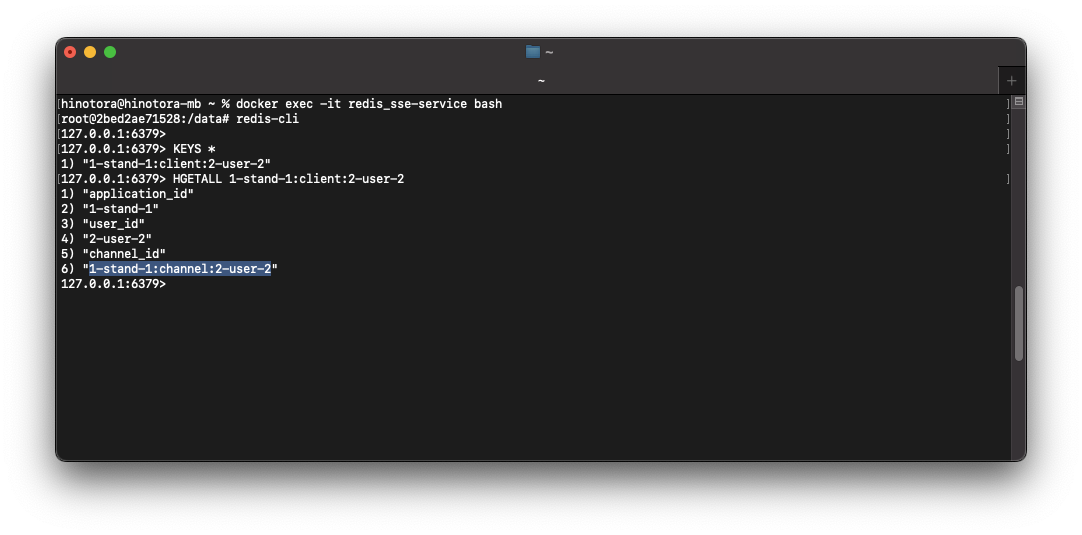 ~
~
+
[hinotora@hinotora-mb ~ % docker exec -it redis_sse-service bash ]
[root@2bed2ae71528:/data# redis-cli ]
[127.0.0.1:6379> ]
[127.0.0.1:6379> KEYS * ]
1) "1-stand-1:client:2-user-2"
[127.0.0.1:6379> HGETALL 1-stand-1:client:2-user-2 ]
1) "application_id"
2) "1-stand-1"
3) "user_id"
4) "2-user-2"
5) "channel_id"
6) "1-stand-1:channel:2-user-2"
127.0.0.1:6379>